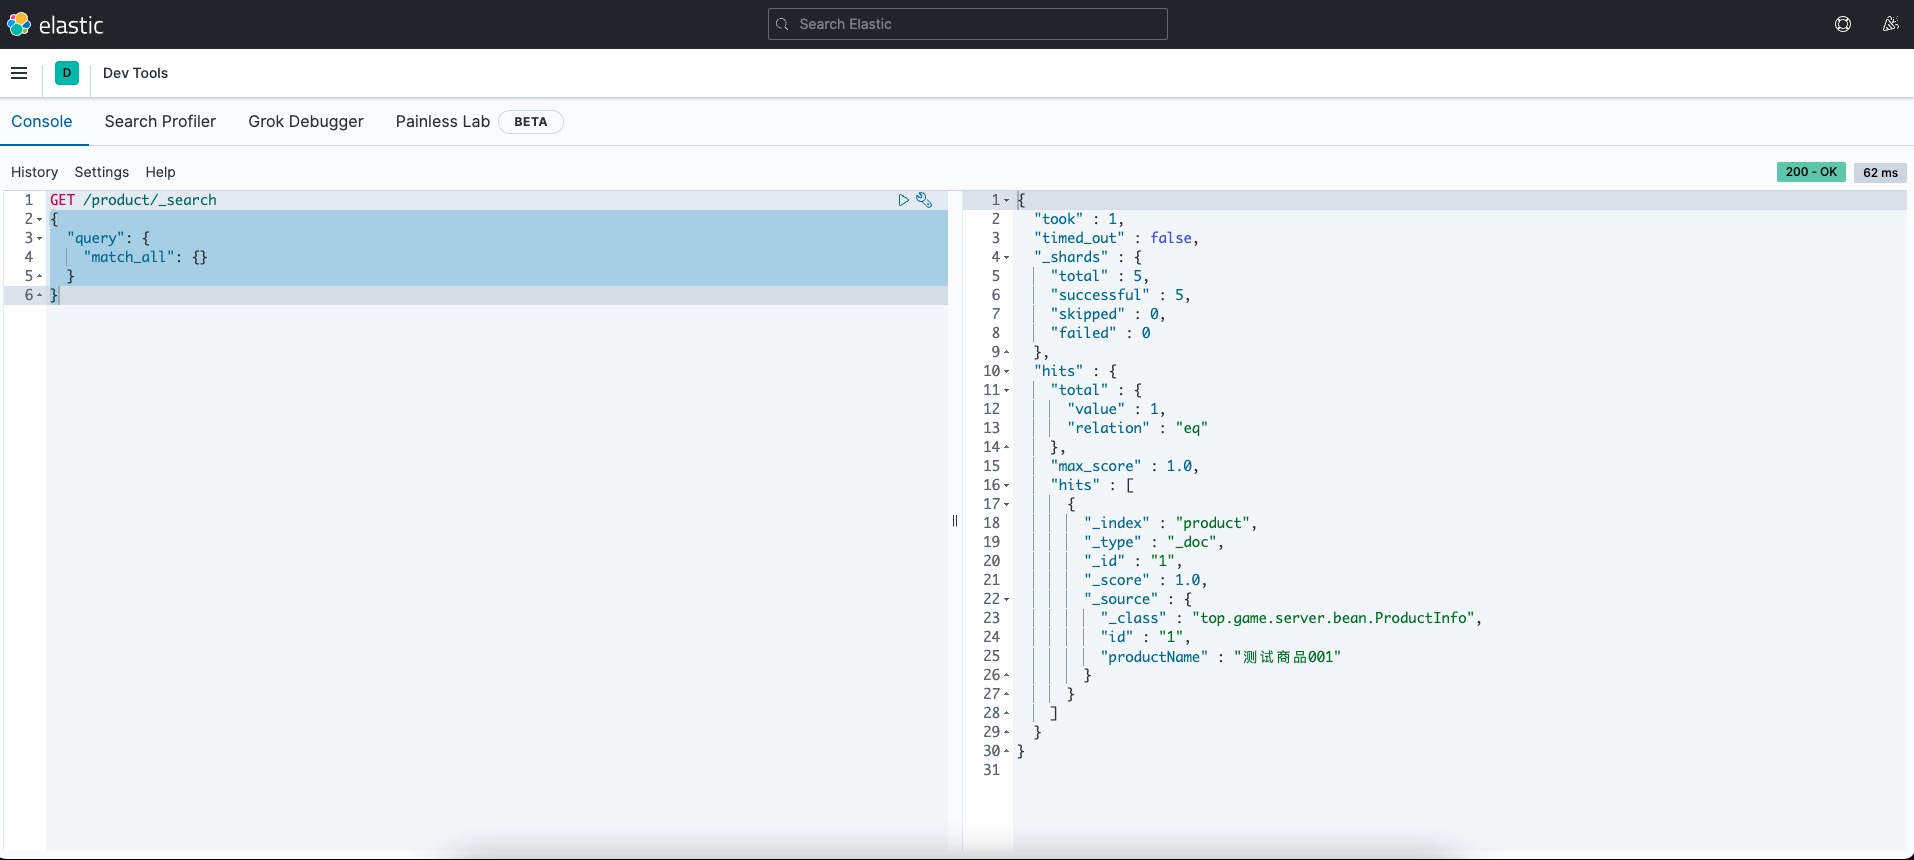 elastic
Search Elastic
D
Dev Tools
Console
Search Profiler
Grok Debugger
Painless Lab
BETA
History
Settings
Help
200 - OK
62 ms
1 GET /product/_search
2 {
3   "query": {
4     "match_all": {}
5   }
6 }
1 {
2   "took" : 1,
3   "timed_out" : false,
4   "_shards" : {
5     "total" : 5,
6     "successful" : 5,
7     "skipped" : 0,
8     "failed" : 0
9   },
10   "hits" : {
11     "total" : {
12       "value" : 1,
13       "relation" : "eq"
14     },
15     "max_score" : 1.0,
16     "hits" : [
17       {
18         "_index" : "product",
19         "_type" : "_doc",
20         "_id" : "1",
21         "_score" : 1.0,
22         "_source" : {
23           "_class" : "top.game.server.bean.ProductInfo",
24           "id" : "1",
25           "productName" : "测试商品001"
26         }
27       }
28     ]
29   }
30 }
31